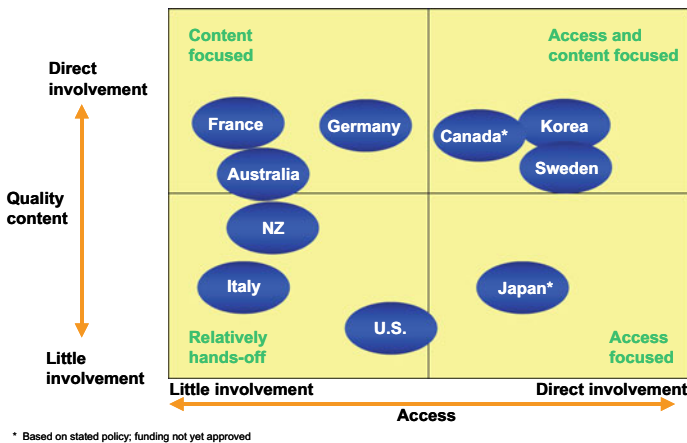 Content
focused
Access and
content focused
Direct
involvement
France
Germany
Canada*
Korea
Australia
Sweden
Quality
content
NZ
Italy
Japan*
U.S.
Relatively
hands-off
Access
focused
Little
involvement
Little involvement
Direct involvement
Access
* Based on stated policy; funding not yet approved